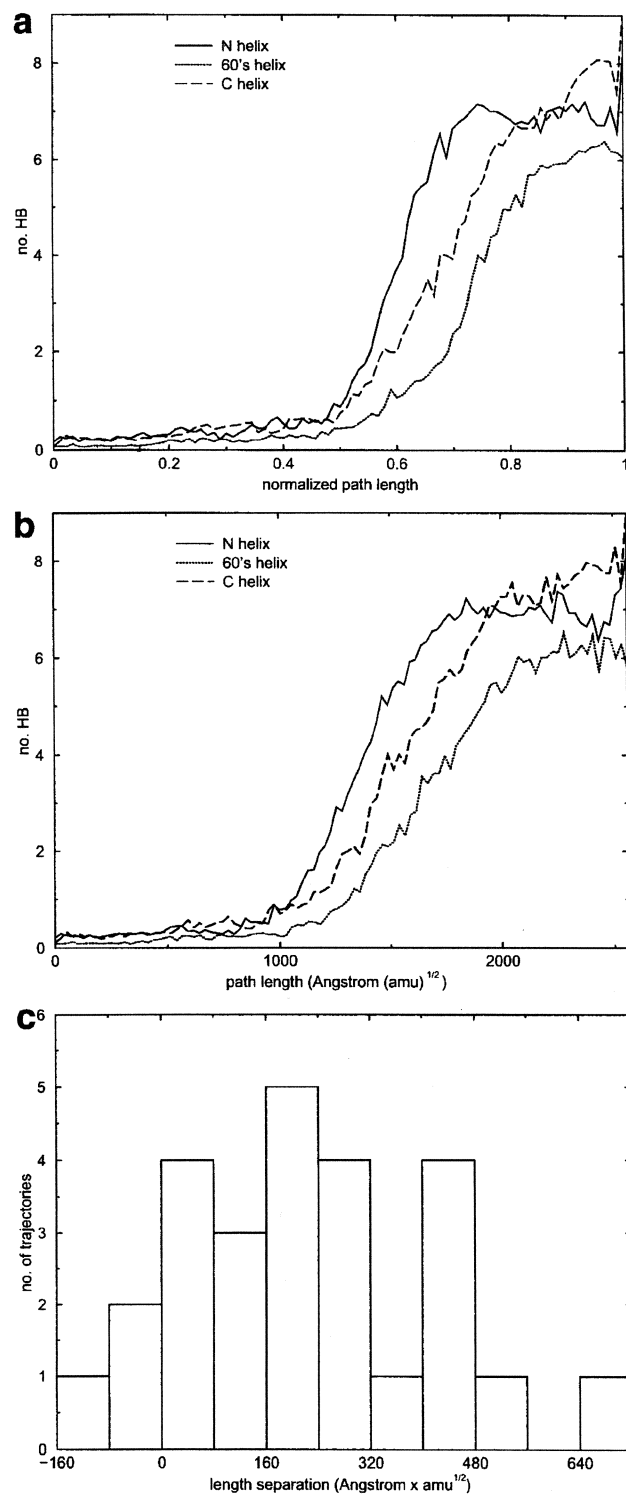 a
N helix
60's helix
C helix
8
6
4
2
0
no. HB
0 0.2 0.4 0.6 0.8 1
normalized path length
b
N helix
60's helix
C helix
8
6
4
2
0
no. HB
0 1000 2000
path length (Angstrom (amu) 1/2)
c
6
5
4
3
2
1
0
no. of trajectories
-160 0 160 320 480 640
length separation (Angstrom x amu1/2)